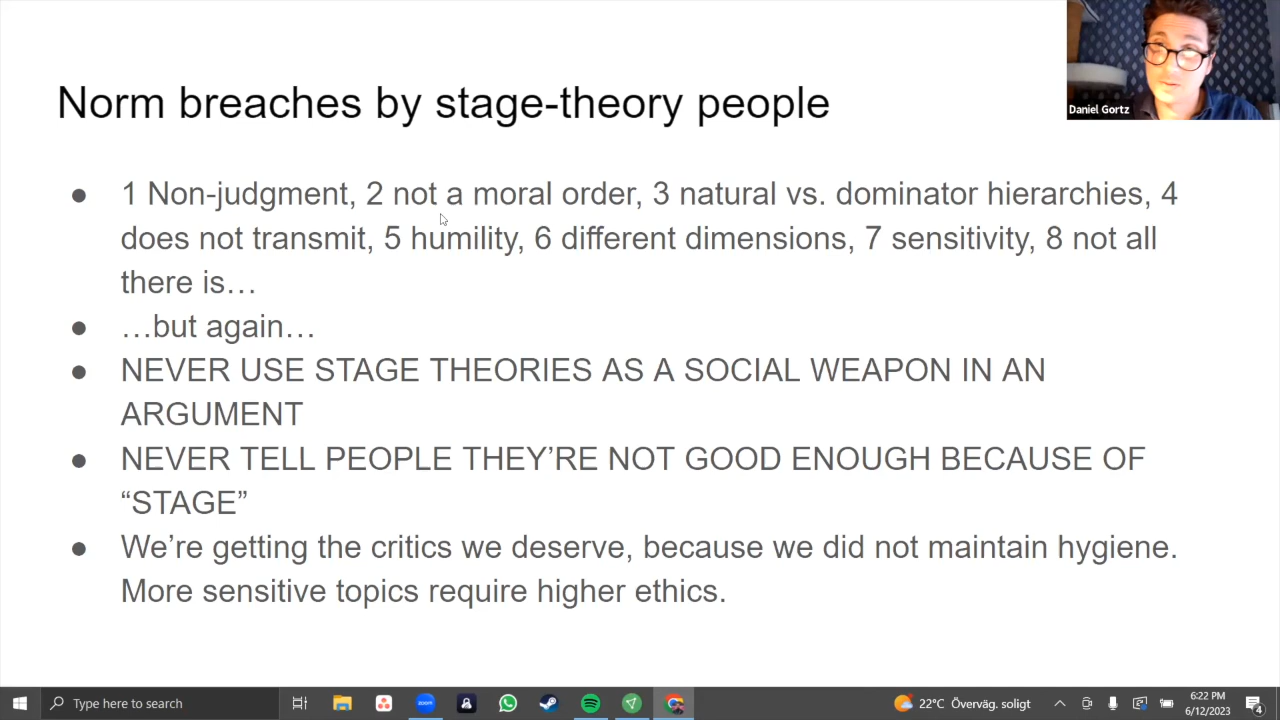 Norm breaches by stage-theory people
Daniel Gortz
● 1 Non-judgment, 2 not a moral order, 3 natural vs. dominator hierarchies, 4
does not transmit, 5 humility, 6 different dimensions, 7 sensitivity, 8 not all
there is…
● …but again…
● NEVER USE STAGE THEORIES AS A SOCIAL WEAPON IN AN
ARGUMENT
● NEVER TELL PEOPLE THEY’RE NOT GOOD ENOUGH BECAUSE OF
“STAGE”
● We’re getting the critics we deserve, because we did not maintain hygiene.
More sensitive topics require higher ethics.
Type here to search
zoom
22°C Överväg. soligt
6:22 PM
6/12/2023
4